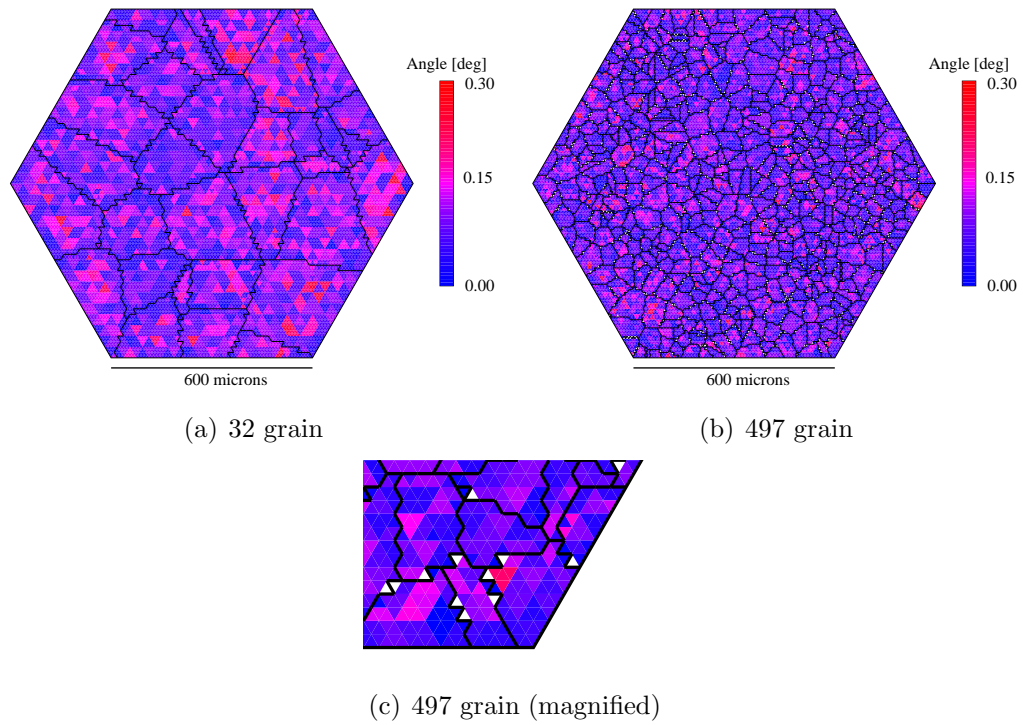 Angle [deg]
0.30
0.15
0.00
600 microns
(a) 32 grain
Angle [deg]
0.30
0.15
0.00
600 microns
(b) 497 grain
(c) 497 grain (magnified)